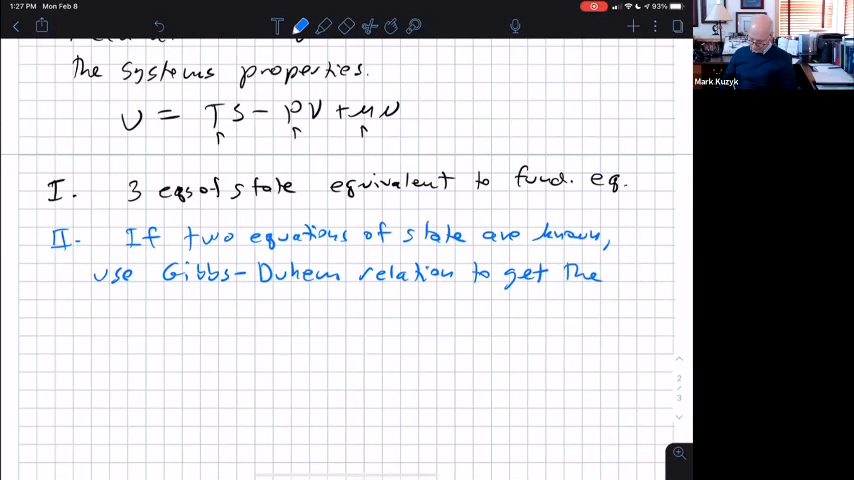 1:27 PM Mon Feb 8
93%
the systems properties.
U = TS - PV + μN
I. 3 eqs of state equivalent to fund. eq.
II. If two equations of state are known,
use Gibbs-Duhem relation to get the
Mark Kuzyk
2
/
3